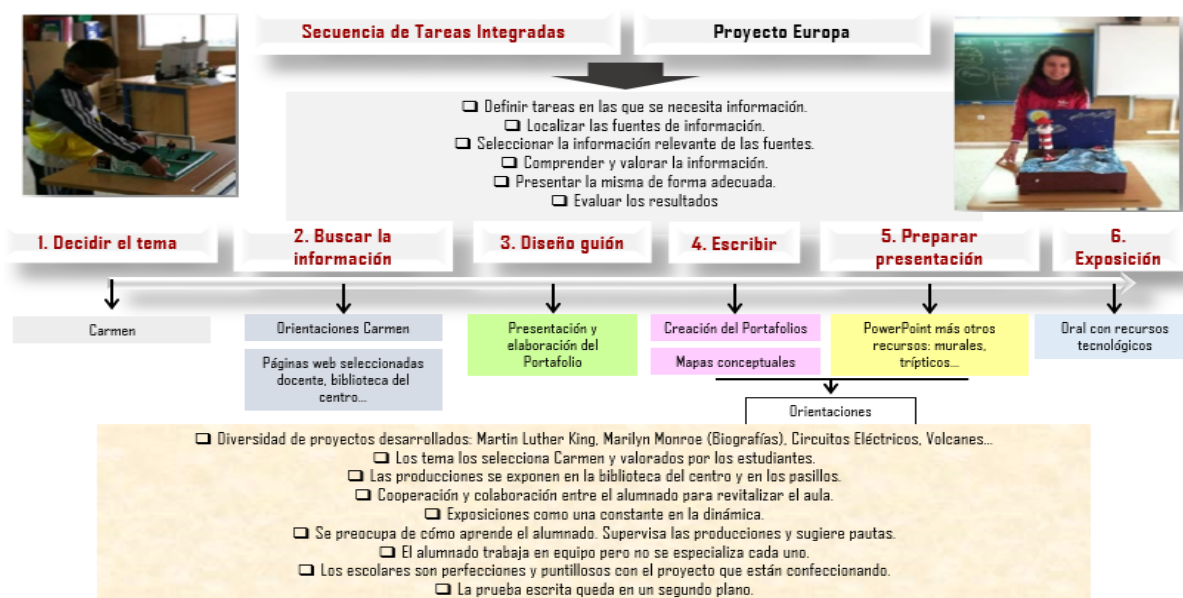 Secuencia de Tareas Integradas
Proyecto Europa
❑ Definir tareas en las que se necesita información.
❑ Localizar las fuentes de información.
❑ Seleccionar la información relevante de las fuentes.
❑ Comprender y valorar la información.
❑ Presentar la misma de forma adecuada.
❑ Evaluar los resultados
1. Decidir el tema
2. Buscar la
información
3. Diseño guión
4. Escribir
5. Preparar
presentación
6.
Exposición
Carmen
Orientaciones Carmen
Páginas web seleccionadas
docente, biblioteca del
centro...
Presentación y
elaboración del
Portafolio
Creación del Portafolios
Mapas conceptuales
PowerPoint más otros
recursos: murales,
trípticos...
Oral con recursos
tecnológicos
Orientaciones
❑ Diversidad de proyectos desarrollados: Martin Luther King, Marilyn Monroe (Biografías), Circuitos Eléctricos, Volcanes...
❑ Los tema los selecciona Carmen y valorados por los estudiantes.
❑ Las producciones se exponen en la biblioteca del centro y en los pasillos.
❑ Cooperación y colaboración entre el alumnado para revitalizar el aula.
❑ Exposiciones como una constante en la dinámica.
❑ Se preocupa de cómo aprende el alumnado. Supervisa las producciones y sugiere pautas.
❑ El alumnado trabaja en equipo pero no se especializa cada uno.
❑ Los escolares son perfecciones y puntillosos con el proyecto que están confeccionando.
❑ La prueba escrita queda en un segundo plano.